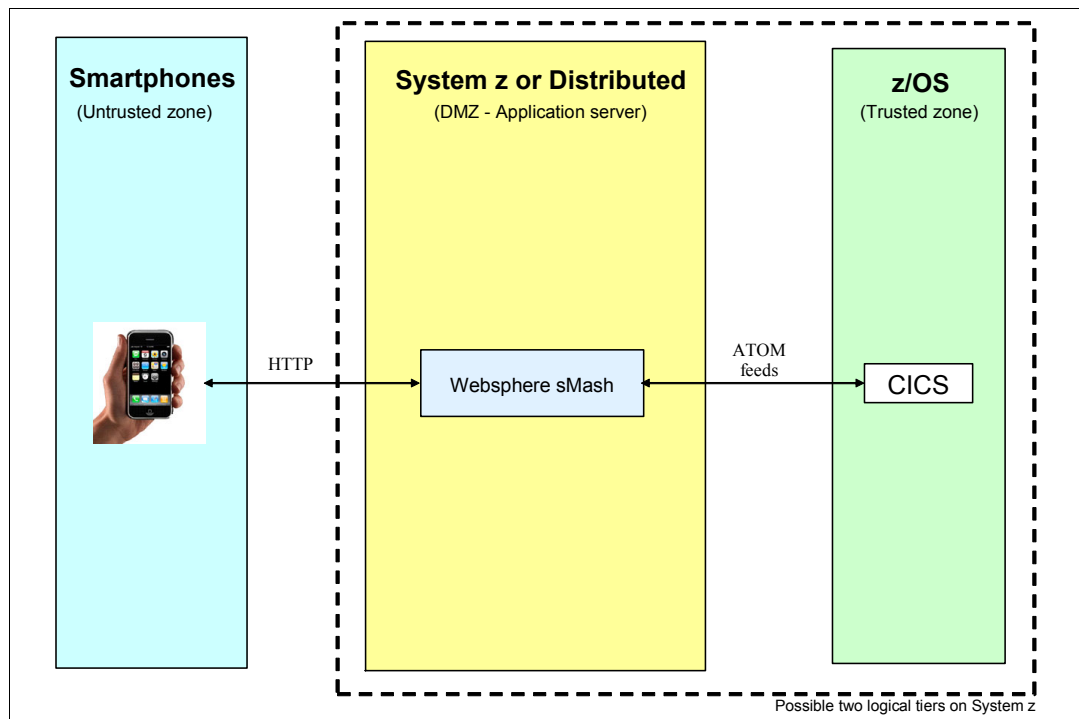 Smartphones
(Untrusted zone)
System z or Distributed
(DMZ - Application server)
z/OS
(Trusted zone)
HTTP
Websphere sMash
ATOM
feeds
CICS
Possible two logical tiers on System z